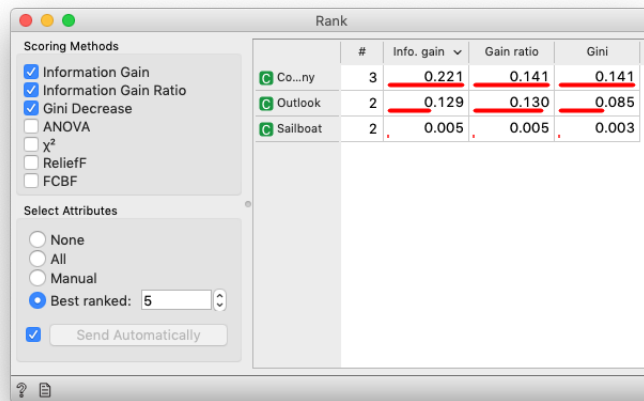 Rank
Scoring Methods
Information Gain
Information Gain Ratio
Gini Decrease
ANOVA
χ²
ReliefF
FCBF
Select Attributes
None
All
Manual
Best ranked: 5
Send Automatically
# Info. gain Gain ratio Gini
C Co...ny 3 0.221 0.141 0.141
C Outlook 2 0.129 0.130 0.085
C Sailboat 2 0.005 0.005 0.003
?